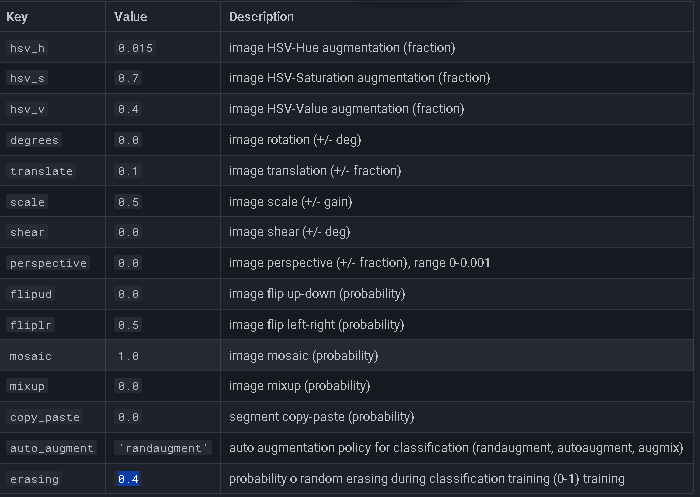 Key Value Description
hsv_h 0.015 image HSV-Hue augmentation (fraction)
hsv_s 0.7 image HSV-Saturation augmentation (fraction)
hsv_v 0.4 image HSV-Value augmentation (fraction)
degrees 0.0 image rotation (+/- deg)
translate 0.1 image translation (+/- fraction)
scale 0.5 image scale (+/- gain)
shear 0.0 image shear (+/- deg)
perspective 0.0 image perspective (+/- fraction), range 0-0.001
flipud 0.0 image flip up-down (probability)
fliplr 0.5 image flip left-right (probability)
mosaic 1.0 image mosaic (probability)
mixup 0.0 image mixup (probability)
copy_paste 0.0 segment copy-paste (probability)
auto_augment 'randaugment' auto augmentation policy for classification (randaugment, autoaugment, augmix)
erasing 0.4 probability o random erasing during classification training (0-1) training